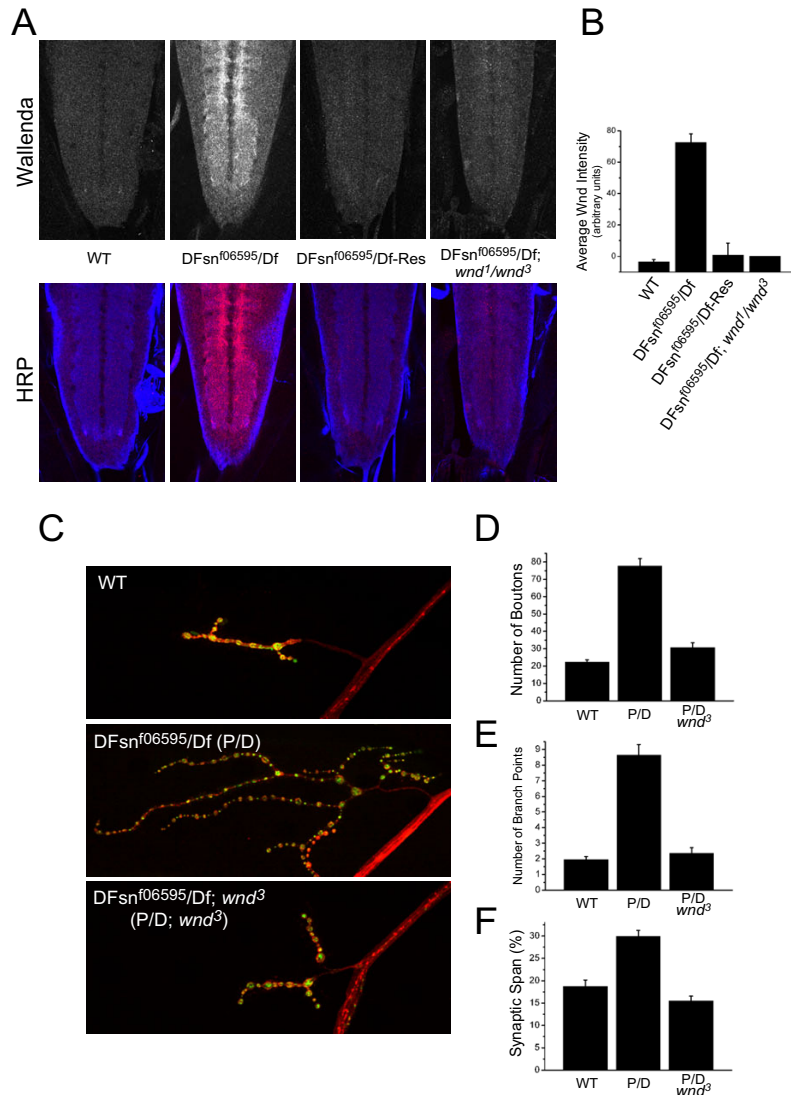 A
Wallenda
WT
DFsn^f06595/Df
DFsn^f06595/Df-Res
DFsn^f06595/Df;
wnd^1/wnd^3
HRP
B
Average Wnd Intensity
(arbitrary units)
80
60
40
20
0
WT
DFsn^f06595/Df
DFsn^f06595/Df-Res
DFsn^f06595/Df; wnd^1/wnd^3
C
WT
DFsn^f06595/Df (P/D)
DFsn^f06595/Df; wnd^3
(P/D; wnd^3)
D
Number of Boutons
80
70
60
50
40
30
20
10
0
WT
P/D
P/D
wnd^3
E
Number of Branch Points
9
8
7
6
5
4
3
2
1
0
WT
P/D
P/D
wnd^3
F
Synaptic Span (%)
30
25
20
15
10
5
0
WT
P/D
P/D
wnd^3